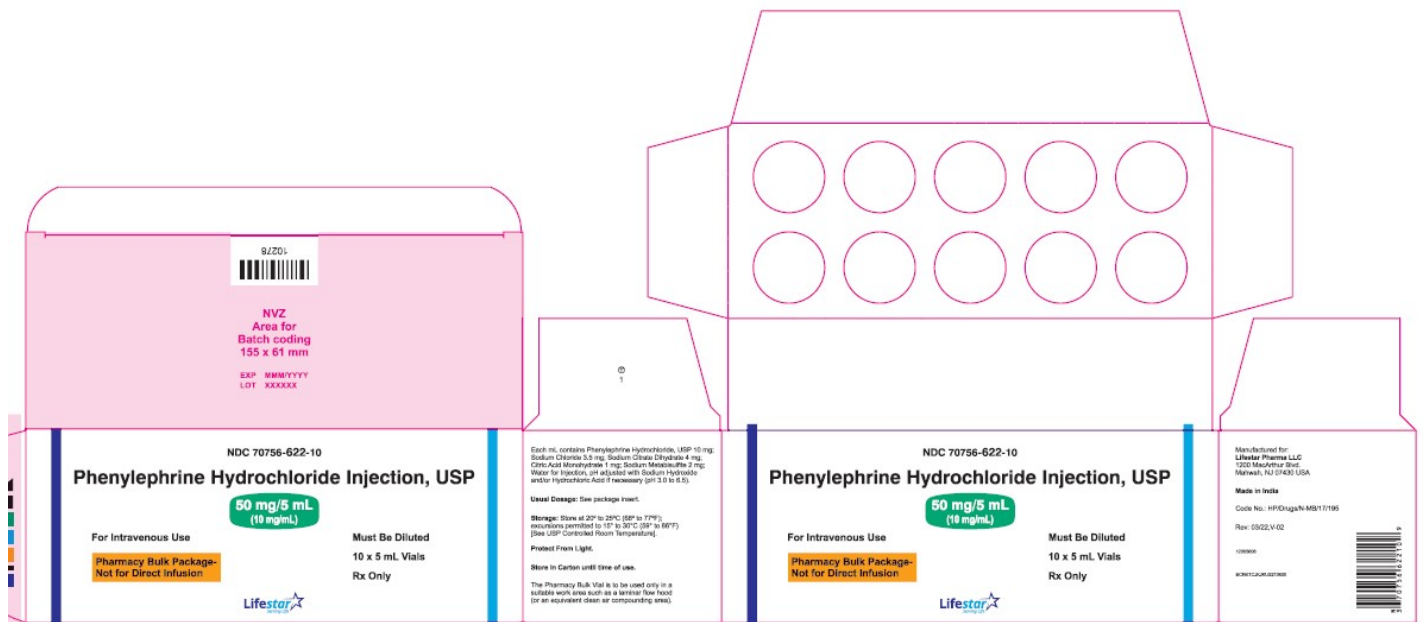 10278
NVZ
Area for
Batch coding
155 x 61 mm
EXP MMM/YYYY
LOT XXXXXX
1
NDC 70756-622-10
Phenylephrine Hydrochloride Injection, USP
50 mg/5 mL
(10 mg/mL)
For Intravenous Use
Must Be Diluted
Pharmacy Bulk Package-
Not for Direct Infusion
10 x 5 mL Vials
Rx Only
Lifestar
Each mL contains Phenylephrine Hydrochloride, USP 10 mg;
Sodium Chloride 3.5 mg, Sodium Citrate Dihydrate 4 mg;
Citric Acid Monohydrate 1 mg; Sodium Metabisulfite 2 mg;
Water for Injection, pH adjusted with Sodium Hydroxide
and/or Hydrochloric Acid if necessary (pH 3.0 to 6.5).
Usual Dosage: See package insert.
Storage: Store at 20° to 25°C (68° to 77°F);
excursions permitted to 15° to 30°C (59° to 86°F)
[See USP Controlled Room Temperature].
Protect From Light.
Store in Carton until time of use.
The Pharmacy Bulk Vial is to be used only in a
suitable work area such as a laminar flow hood
(or an equivalent clean air compounding area).
NDC 70756-622-10
Phenylephrine Hydrochloride Injection, USP
50 mg/5 mL
(10 mg/mL)
For Intravenous Use
Must Be Diluted
Pharmacy Bulk Package-
Not for Direct Infusion
10 x 5 mL Vials
Rx Only
Lifestar
Manufactured for:
Lifestar Pharma LLC
1200 MacArthur Blvd.
Mahwah, NJ 07430 USA
Made in India
Code No.: HP/Drugs/N-MB/17/195
Rev: 03/22,V-02